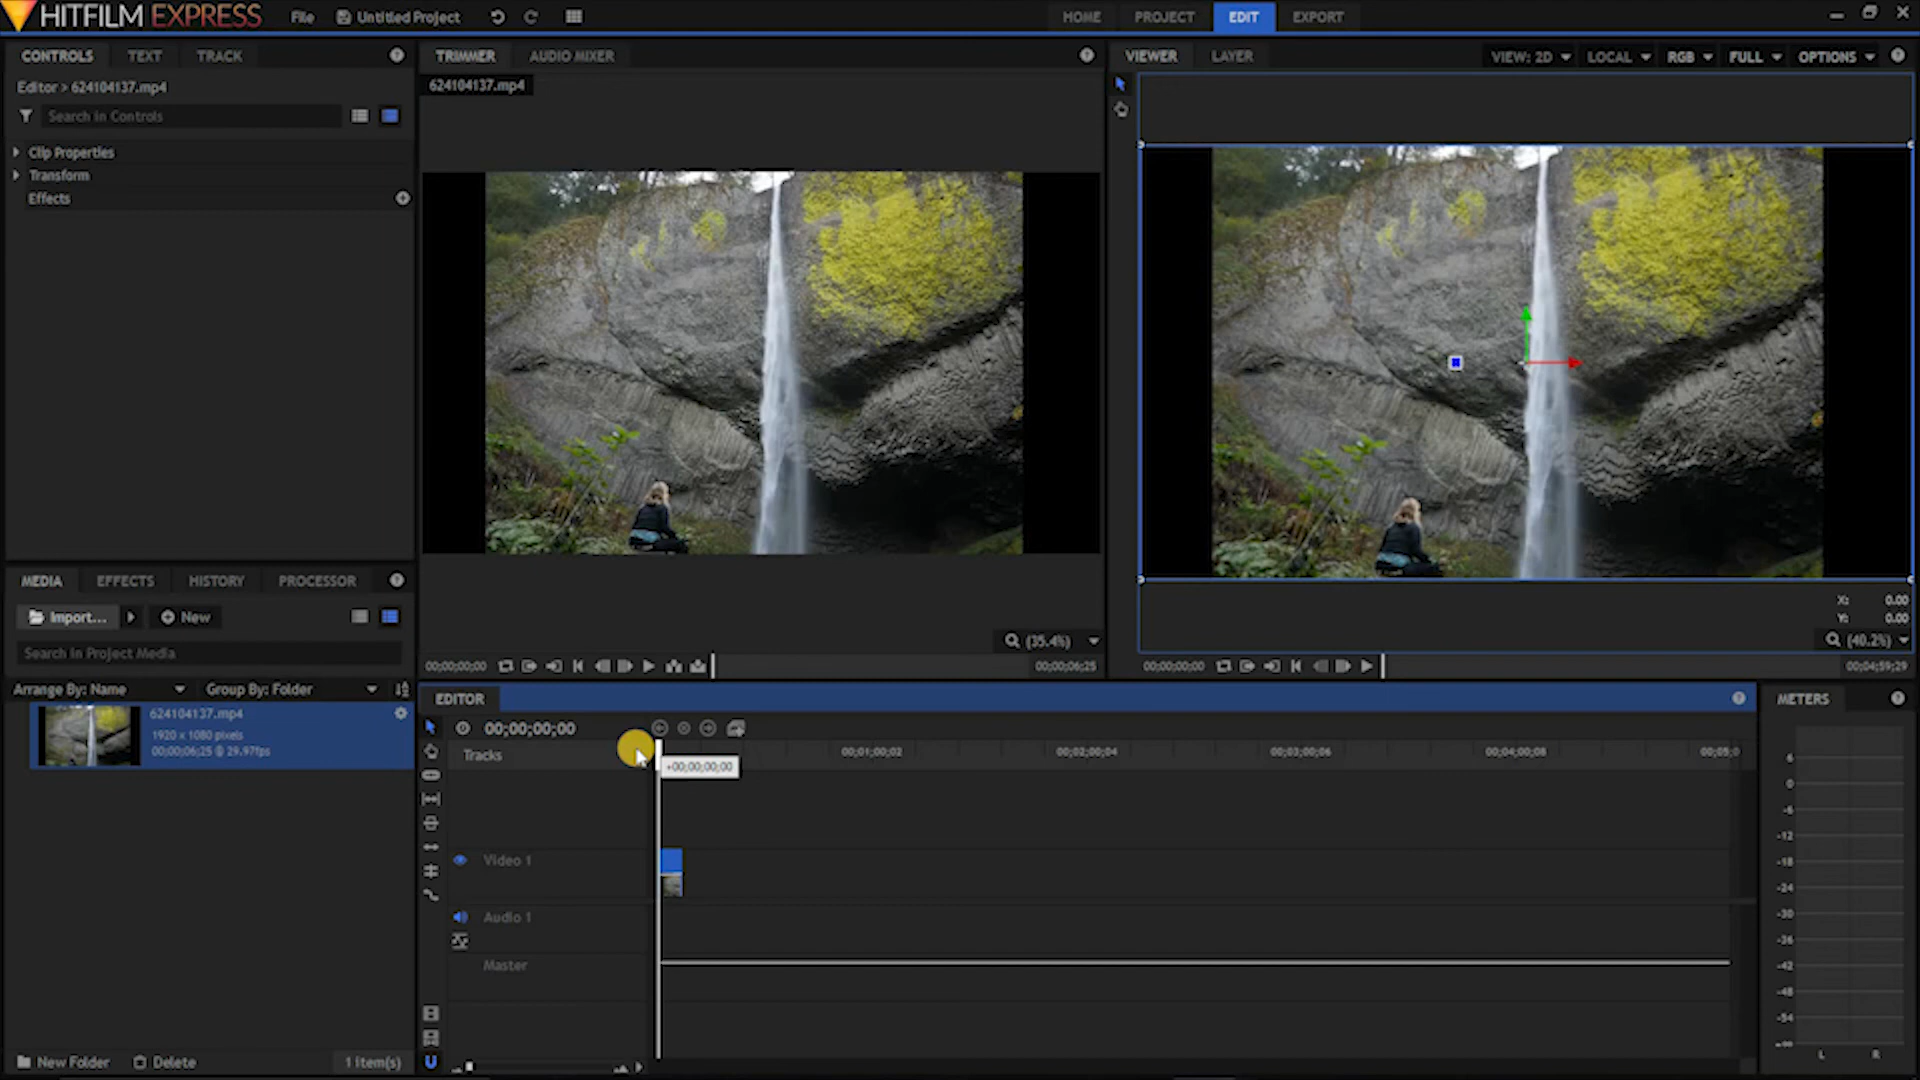 HITFILM EXPRESS
File
Untitled Project
HOME
PROJECT
EDIT
EXPORT
CONTROLS
TEXT
TRACK
Editor > 624104137.mp4
Search in Controls
Clip Properties
Transform
Effects
TRIMMER
AUDIO MIXER
624104137.mp4
(35.4%)
00;00;00;00
00;00;06;25
VIEWER
LAYER
VIEW: 2D
LOCAL
RGB
FULL
OPTIONS
X: 0.00
Y: 0.00
(40.2%)
00;00;00;00
00;04;59;29
MEDIA
EFFECTS
HISTORY
PROCESSOR
Import...
New
Search in Project Media
Arrange By: Name
Group By: Folder
624104137.mp4
1920 x 1080 pixels
00;00;06;25 @ 29.97fps
New Folder
Delete
1 item(s)
EDITOR
00;00;00;00
Tracks
+00;00;00;00
00;01;00;02
00;02;00;04
00;03;00;06
00;04;00;08
00;05;0
Video 1
Audio 1
Master
METERS
6
0
-6
-12
-18
-24
-30
-36
-42
-48
-54
-∞
L
R